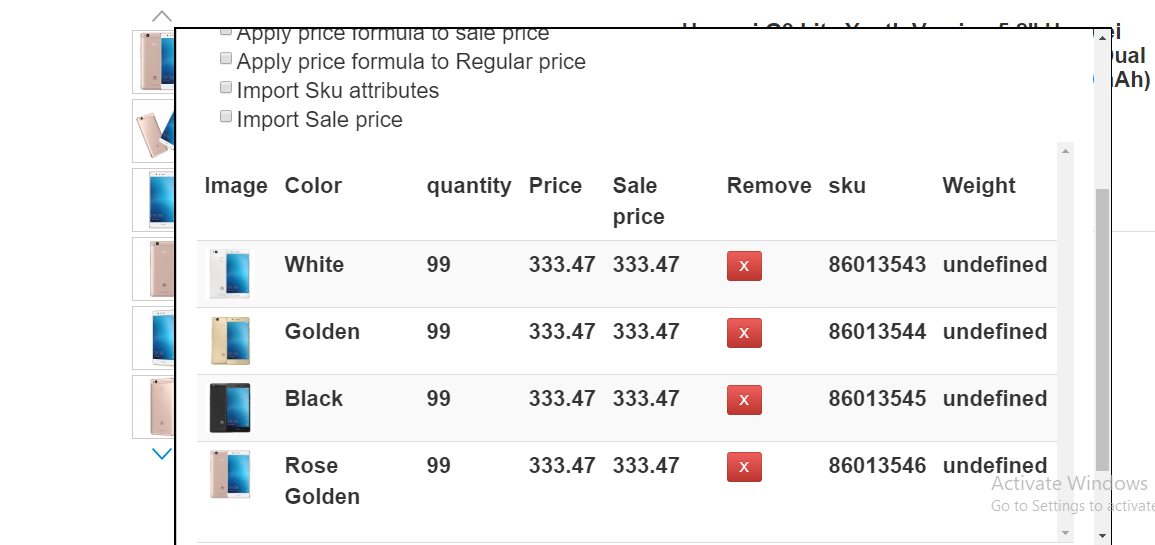 Apply price formula to sale price
Apply price formula to Regular price
Import Sku attributes
Import Sale price
Image Color quantity Price Sale price Remove sku Weight
White 99 333.47 333.47 x 86013543 undefined
Golden 99 333.47 333.47 x 86013544 undefined
Black 99 333.47 333.47 x 86013545 undefined
Rose Golden 99 333.47 333.47 x 86013546 undefined
Activate Windows
Go to Settings to activate